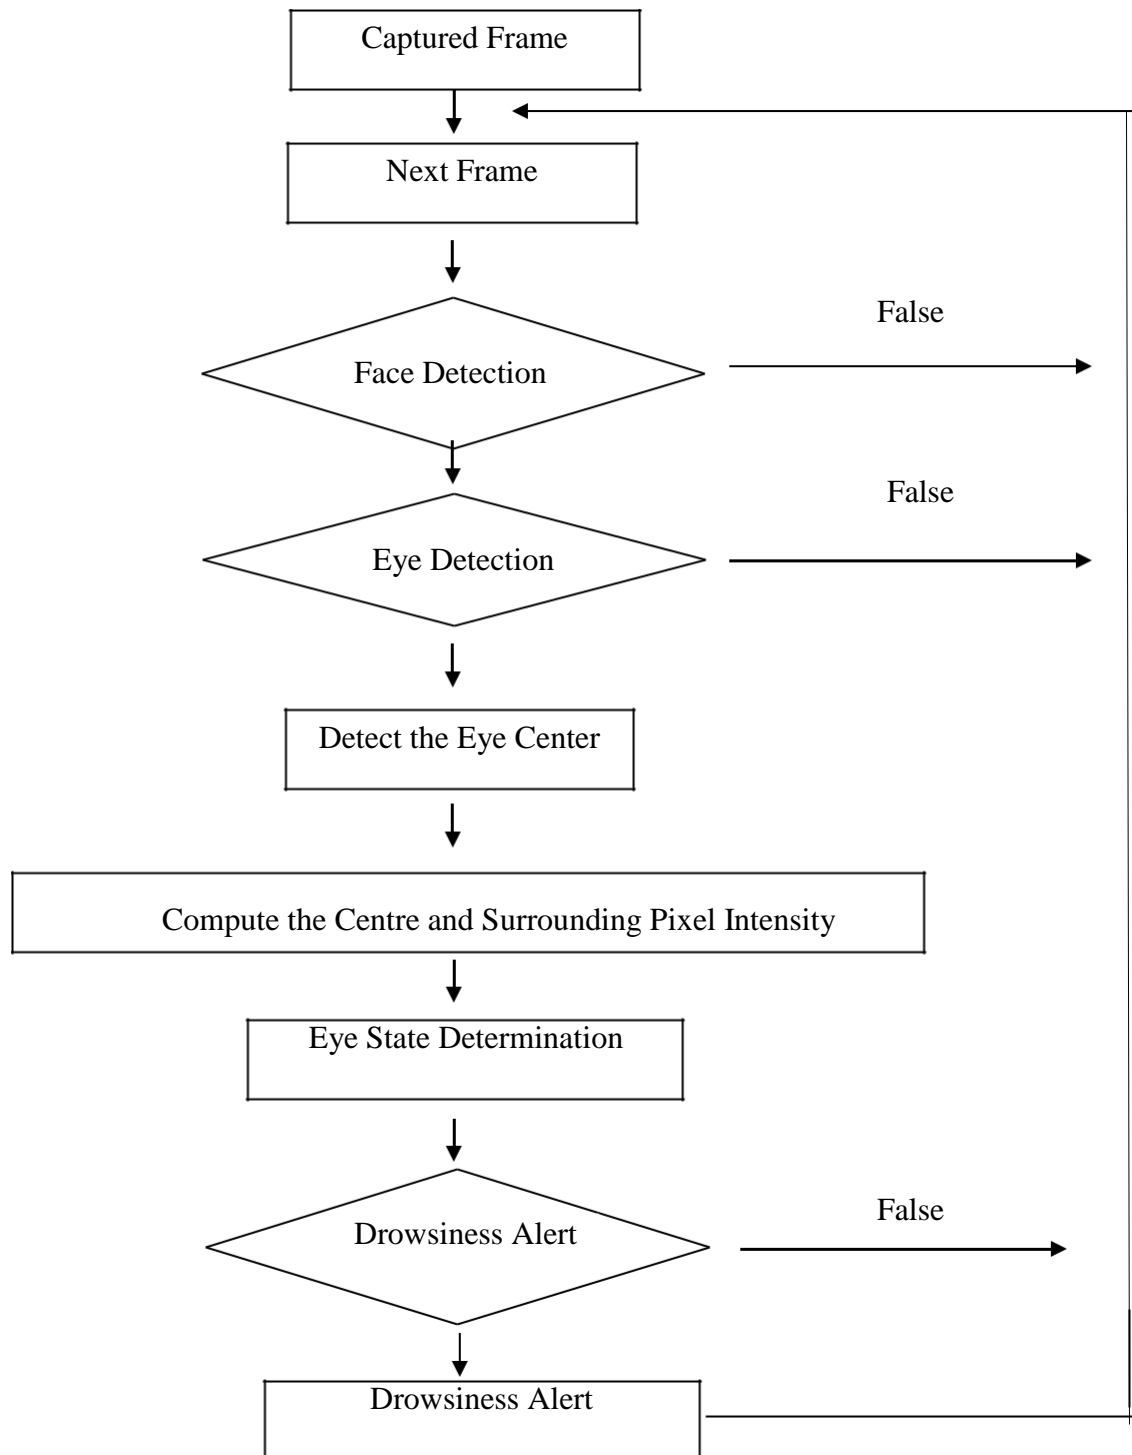 Captured Frame
Next Frame
False
Face Detection
False
Eye Detection
Detect the Eye Center
Compute the Centre and Surrounding Pixel Intensity
Eye State Determination
False
Drowsiness Alert
Drowsiness Alert